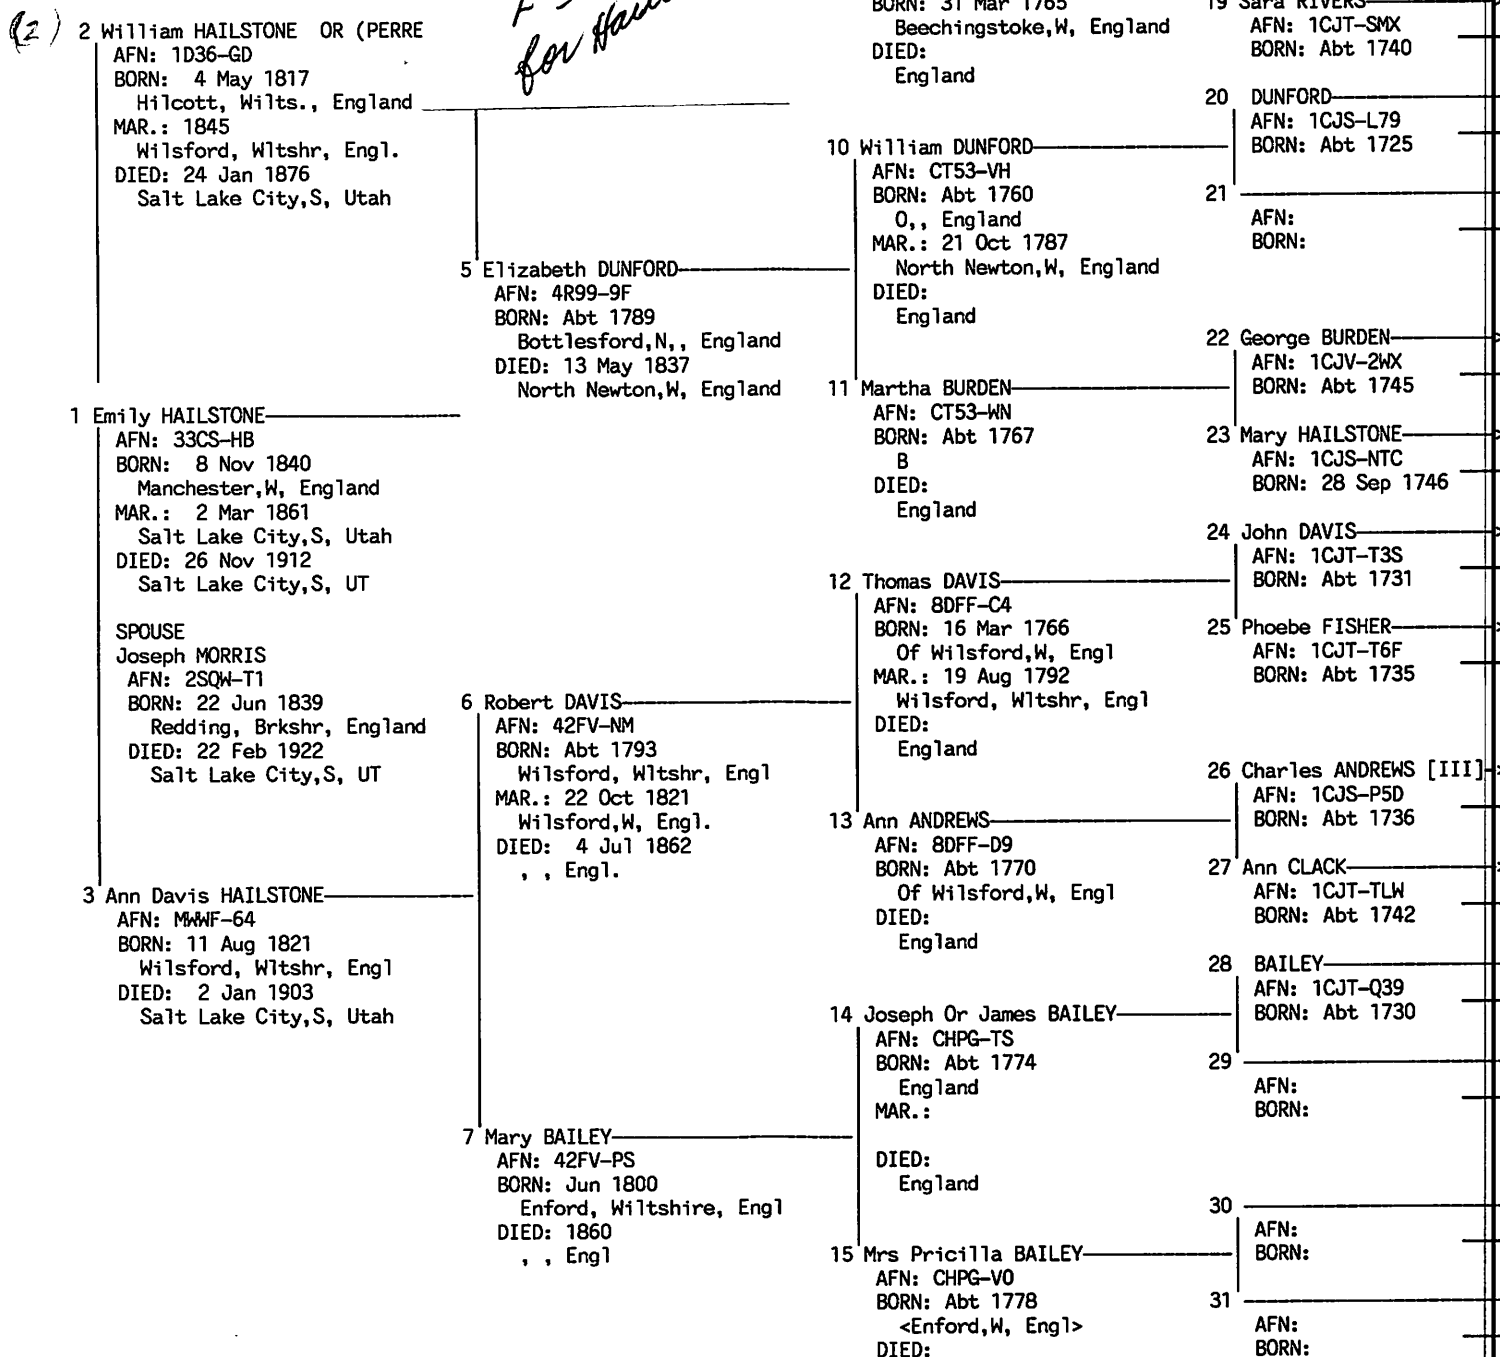 (2)
2 William HAILSTONE OR (PERRE
AFN: 1D36-GD
BORN: 4 May 1817
Hilcott, Wilts., England
MAR.: 1845
Wilsford, Wltshr, Engl.
DIED: 24 Jan 1876
Salt Lake City,S, Utah
1 Emily HAILSTONE
AFN: 33CS-HB
BORN: 8 Nov 1840
Manchester,W, England
MAR.: 2 Mar 1861
Salt Lake City,S, Utah
DIED: 26 Nov 1912
Salt Lake City,S, UT
SPOUSE
Joseph MORRIS
AFN: 2SQW-T1
BORN: 22 Jun 1839
Redding, Brkshr, England
DIED: 22 Feb 1922
Salt Lake City,S, UT
3 Ann Davis HAILSTONE
AFN: MWWF-64
BORN: 11 Aug 1821
Wilsford, Wltshr, Engl
DIED: 2 Jan 1903
Salt Lake City,S, Utah
for
5 Elizabeth DUNFORD
AFN: 4R99-9F
BORN: Abt 1789
Bottlesford,N,, England
DIED: 13 May 1837
North Newton,W, England
6 Robert DAVIS
AFN: 42FV-NM
BORN: Abt 1793
Wilsford, Wltshr, Engl
MAR.: 22 Oct 1821
Wilsford,W, Engl.
DIED: 4 Jul 1862
, , Engl.
7 Mary BAILEY
AFN: 42FV-PS
BORN: Jun 1800
Enford, Wiltshire, Engl
DIED: 1860
, , Engl
BORN: 31 Mar 1765
Beechingstoke,W, England
DIED:
England
10 William DUNFORD
AFN: CT53-VH
BORN: Abt 1760
O,, England
MAR.: 21 Oct 1787
North Newton,W, England
DIED:
England
11 Martha BURDEN
AFN: CT53-WN
BORN: Abt 1767
B
DIED:
England
12 Thomas DAVIS
AFN: 8DFF-C4
BORN: 16 Mar 1766
Of Wilsford,W, Engl
MAR.: 19 Aug 1792
Wilsford, Wltshr, Engl
DIED:
England
13 Ann ANDREWS
AFN: 8DFF-D9
BORN: Abt 1770
Of Wilsford,W, Engl
DIED:
England
14 Joseph Or James BAILEY
AFN: CHPG-TS
BORN: Abt 1774
England
MAR.:
DIED:
England
15 Mrs Pricilla BAILEY
AFN: CHPG-V0
BORN: Abt 1778
<Enford,W, Engl>
DIED:
19 Sara RIVERS
AFN: 1CJT-SMX
BORN: Abt 1740
20 DUNFORD
AFN: 1CJS-L79
BORN: Abt 1725
21
AFN:
BORN:
22 George BURDEN
AFN: 1CJV-2WX
BORN: Abt 1745
23 Mary HAILSTONE
AFN: 1CJS-NTC
BORN: 28 Sep 1746
24 John DAVIS
AFN: 1CJT-T3S
BORN: Abt 1731
25 Phoebe FISHER
AFN: 1CJT-T6F
BORN: Abt 1735
26 Charles ANDREWS [III]
AFN: 1CJS-P5D
BORN: Abt 1736
27 Ann CLACK
AFN: 1CJT-TLW
BORN: Abt 1742
28 BAILEY
AFN: 1CJT-Q39
BORN: Abt 1730
29
AFN:
BORN:
30
AFN:
BORN:
31
AFN:
BORN: